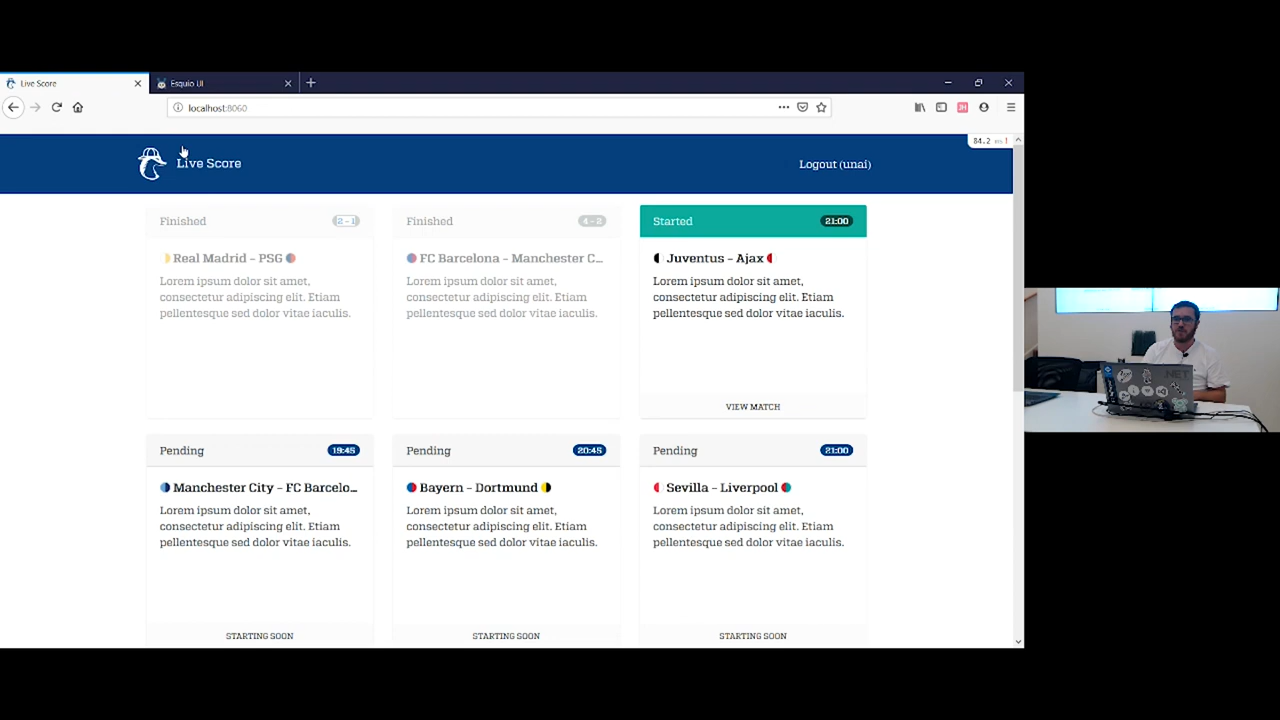 Live Score
Esquio UI
localhost:8060
84.2 ms 1
Live Score
Logout (unai)
Finished
2 - 1
Finished
4 - 2
Started
21:00
Real Madrid - PSG
FC Barcelona - Manchester C...
Juventus - Ajax
Lorem ipsum dolor sit amet,
consectetur adipiscing elit. Etiam
pellentesque sed dolor vitae iaculis.
Lorem ipsum dolor sit amet,
consectetur adipiscing elit. Etiam
pellentesque sed dolor vitae iaculis.
Lorem ipsum dolor sit amet,
consectetur adipiscing elit. Etiam
pellentesque sed dolor vitae iaculis.
VIEW MATCH
Pending
19:45
Pending
20:45
Pending
21:00
Manchester City - FC Barcelo...
Bayern - Dortmund
Sevilla - Liverpool
Lorem ipsum dolor sit amet,
consectetur adipiscing elit. Etiam
pellentesque sed dolor vitae iaculis.
Lorem ipsum dolor sit amet,
consectetur adipiscing elit. Etiam
pellentesque sed dolor vitae iaculis.
Lorem ipsum dolor sit amet,
consectetur adipiscing elit. Etiam
pellentesque sed dolor vitae iaculis.
STARTING SOON
STARTING SOON
STARTING SOON
.NET